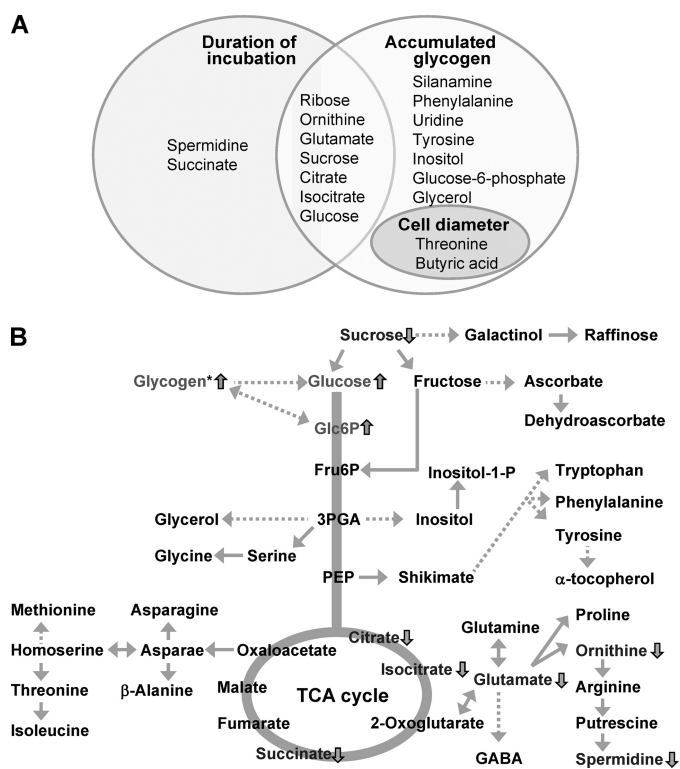 A
Duration of
incubation
Accumulated
glycogen
Spermidine
Succinate
Ribose
Ornithine
Glutamate
Sucrose
Citrate
Isocitrate
Glucose
Silanamine
Phenylalanine
Uridine
Tyrosine
Inositol
Glucose-6-phosphate
Glycerol
Cell diameter
Threonine
Butyric acid
B
Sucrose Galactinol Raffinose
Glycogen* Glucose Fructose Ascorbate
Dehydroascorbate
Glc6P
Fru6P Inositol-1-P Tryptophan
Phenylalanine
Glycerol 3PGA Inositol
Tyrosine
Glycine Serine
PEP Shikimate α-tocopherol
Methionine Asparagine Proline
Citrate Glutamine
Homoserine Asparae Oxaloacetate Ornithine
Isocitrate Glutamate
Threonine β-Alanine Malate TCA cycle Arginine
Isoleucine Fumarate 2-Oxoglutarate Putrescine
Succinate GABA Spermidine